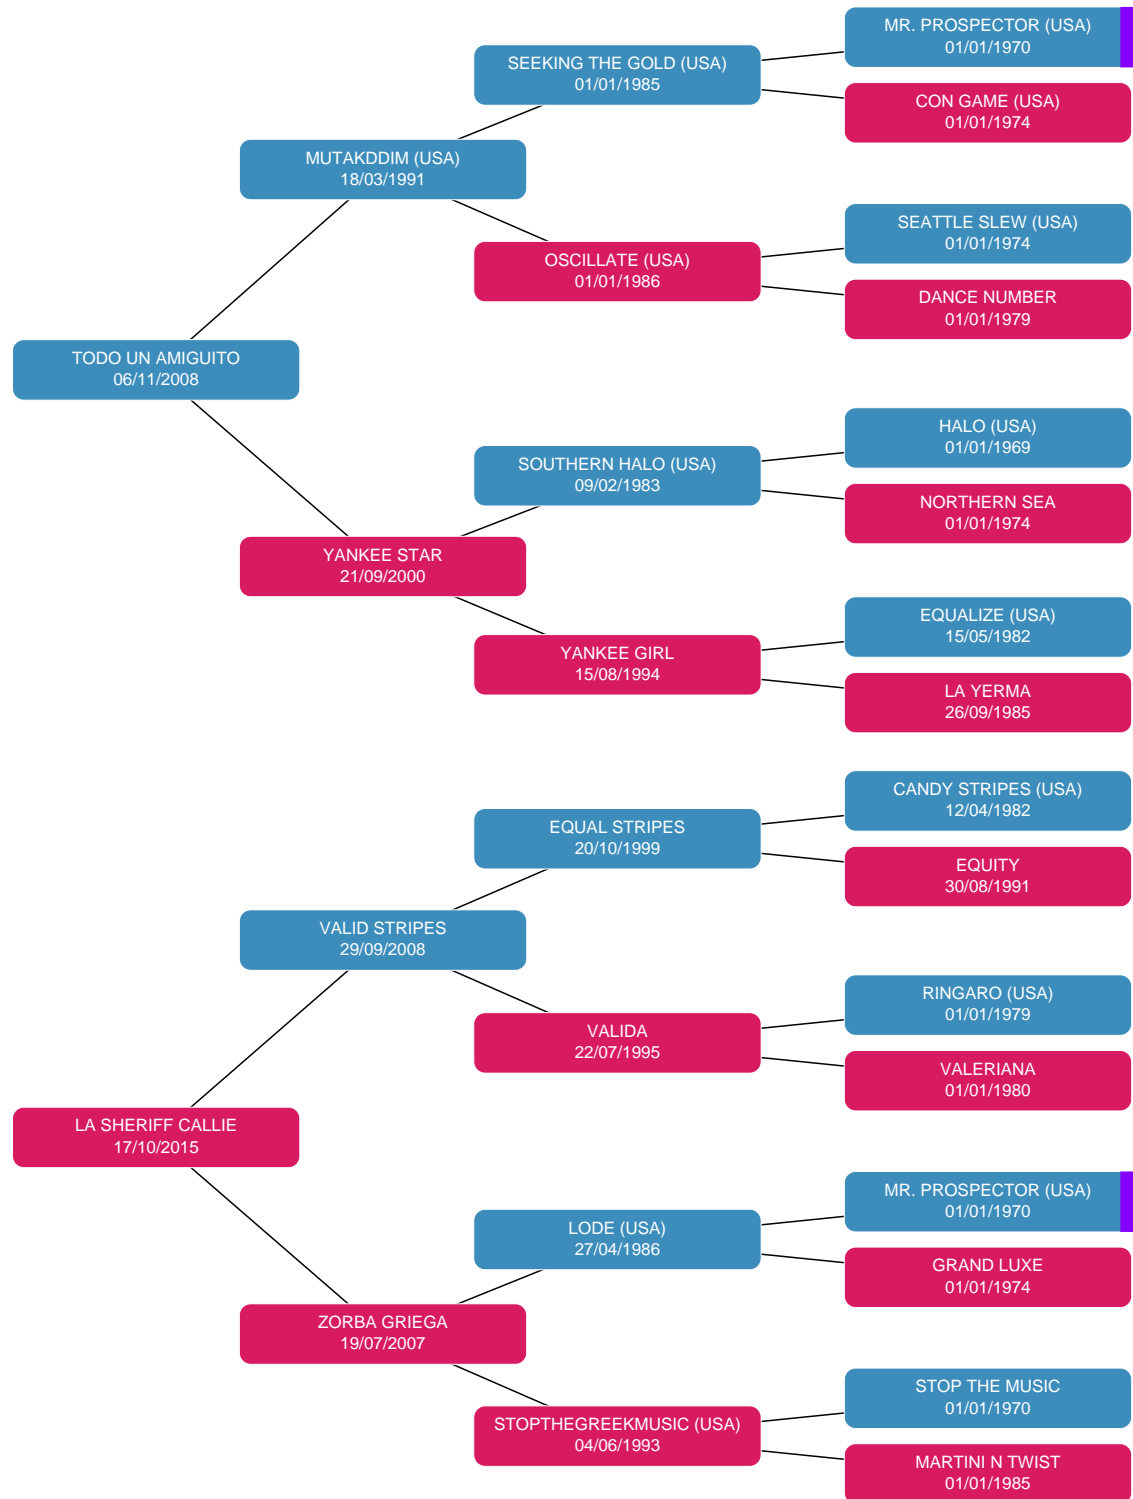 MR. PROSPECTOR (USA)
01/01/1970
SEEKING THE GOLD (USA)
01/01/1985
CON GAME (USA)
01/01/1974
MUTAKDDIM (USA)
18/03/1991
SEATTLE SLEW (USA)
01/01/1974
OSCILLATE (USA)
01/01/1986
DANCE NUMBER
01/01/1979
TODO UN AMIGUITO
06/11/2008
HALO (USA)
01/01/1969
SOUTHERN HALO (USA)
09/02/1983
NORTHERN SEA
01/01/1974
YANKEE STAR
21/09/2000
EQUALIZE (USA)
15/05/1982
YANKEE GIRL
15/08/1994
LA YERMA
26/09/1985
CANDY STRIPES (USA)
12/04/1982
EQUAL STRIPES
20/10/1999
EQUITY
30/08/1991
VALID STRIPES
29/09/2008
RINGARO (USA)
01/01/1979
VALIDA
22/07/1995
VALERIANA
01/01/1980
LA SHERIFF CALLIE
17/10/2015
MR. PROSPECTOR (USA)
01/01/1970
LODE (USA)
27/04/1986
GRAND LUXE
01/01/1974
ZORBA GRIEGA
19/07/2007
STOP THE MUSIC
01/01/1970
STOPTHEGREEKMUSIC (USA)
04/06/1993
MARTINI N TWIST
01/01/1985